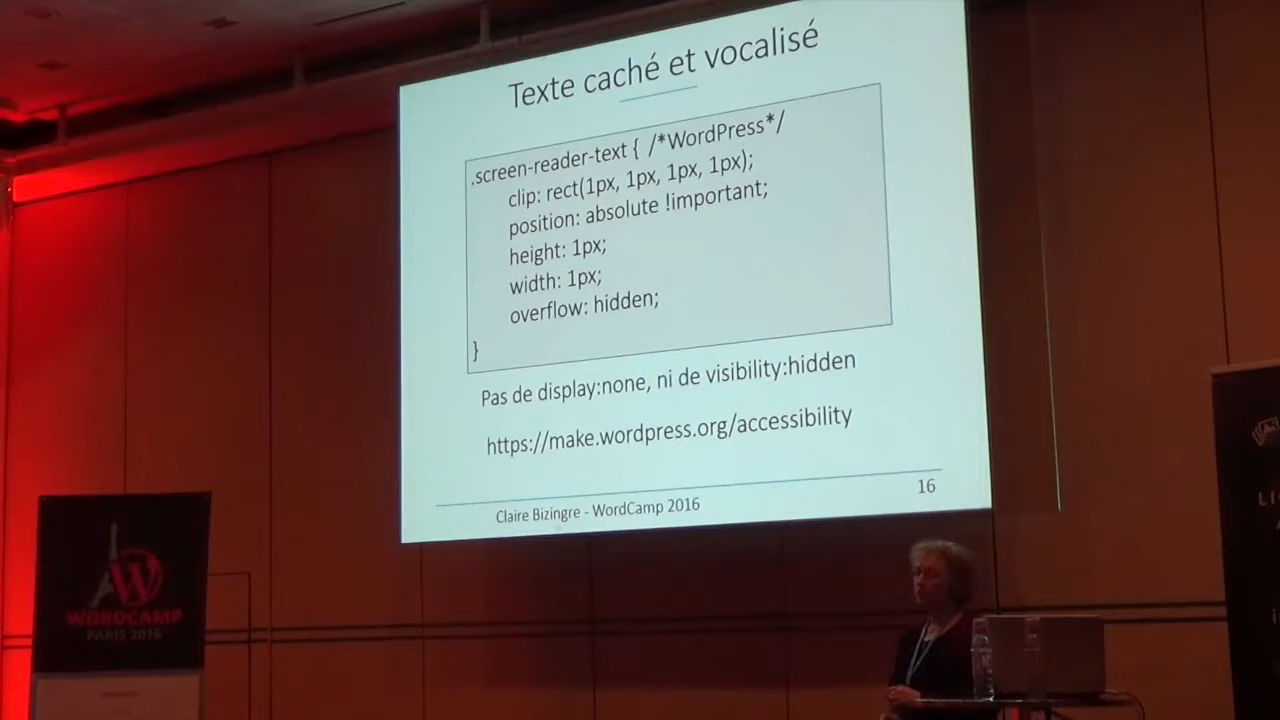 Texte caché et vocalisé
.screen-reader-text { /*WordPress*/
clip: rect(1px, 1px, 1px, 1px);
position: absolute !important;
height: 1px;
width: 1px;
overflow: hidden;
}
Pas de display:none, ni de visibility:hidden
https://make.wordpress.org/accessibility
Claire Bizingre - WordCamp 2016
16
W
WORDCAMP
PARIS 2016